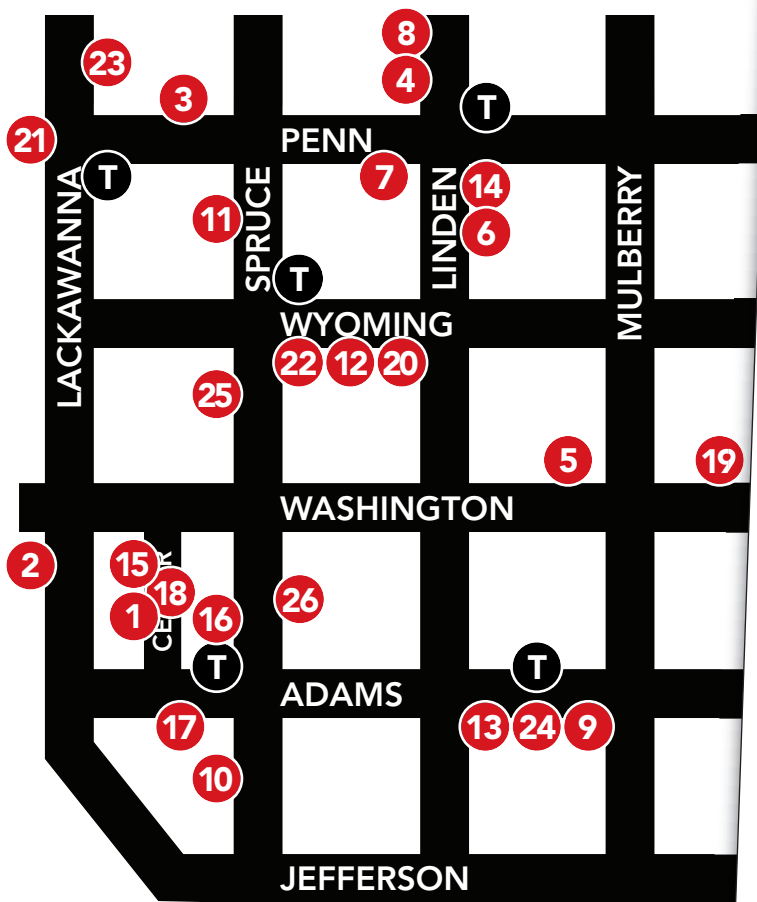 8
23
4
3
T
21
PENN
T
7
14
11
6
LACKAWANNA
SPRUCE
LINDEN
MULBERRY
T
WYOMING
22 12 20
25
5
19
WASHINGTON
2
15
18
1
16
26
T
T
ADAMS
17
13 24 9
10
JEFFERSON